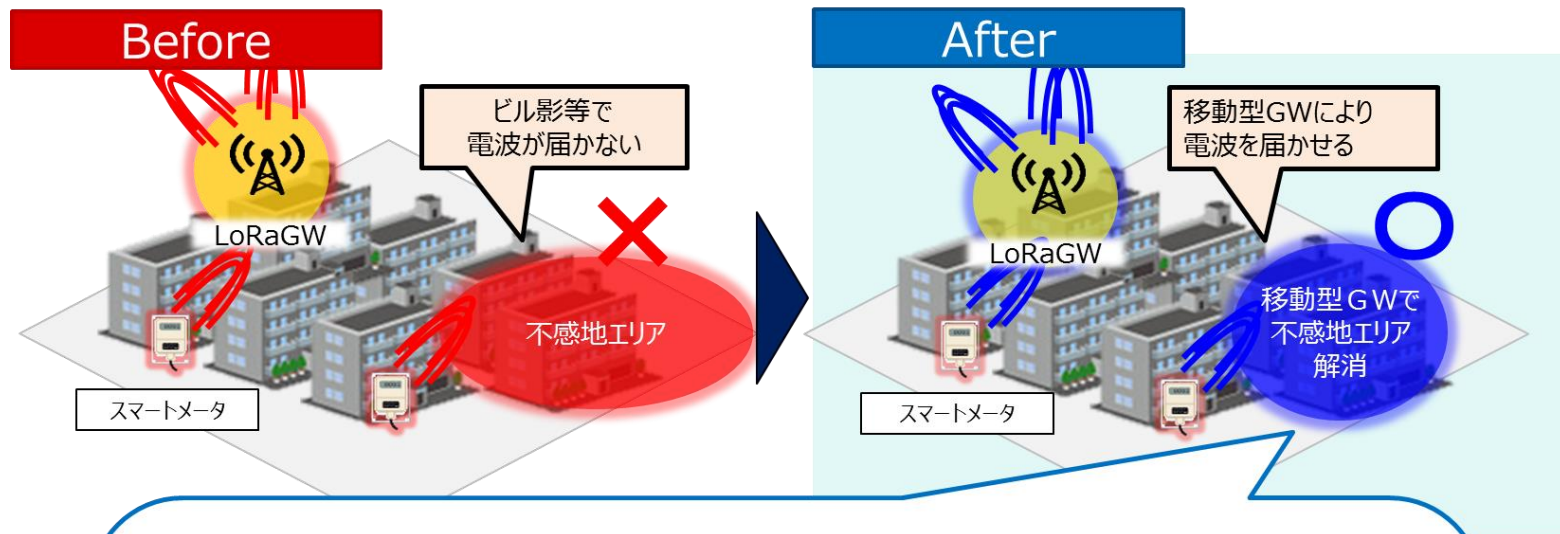 Before
ビル影等で
電波が届かない
LoRaGW
不感地エリア
スマートメータ
After
移動型GWにより
電波を届かせる
LoRaGW
移動型ＧＷで
不感地エリア
解消
スマートメータ